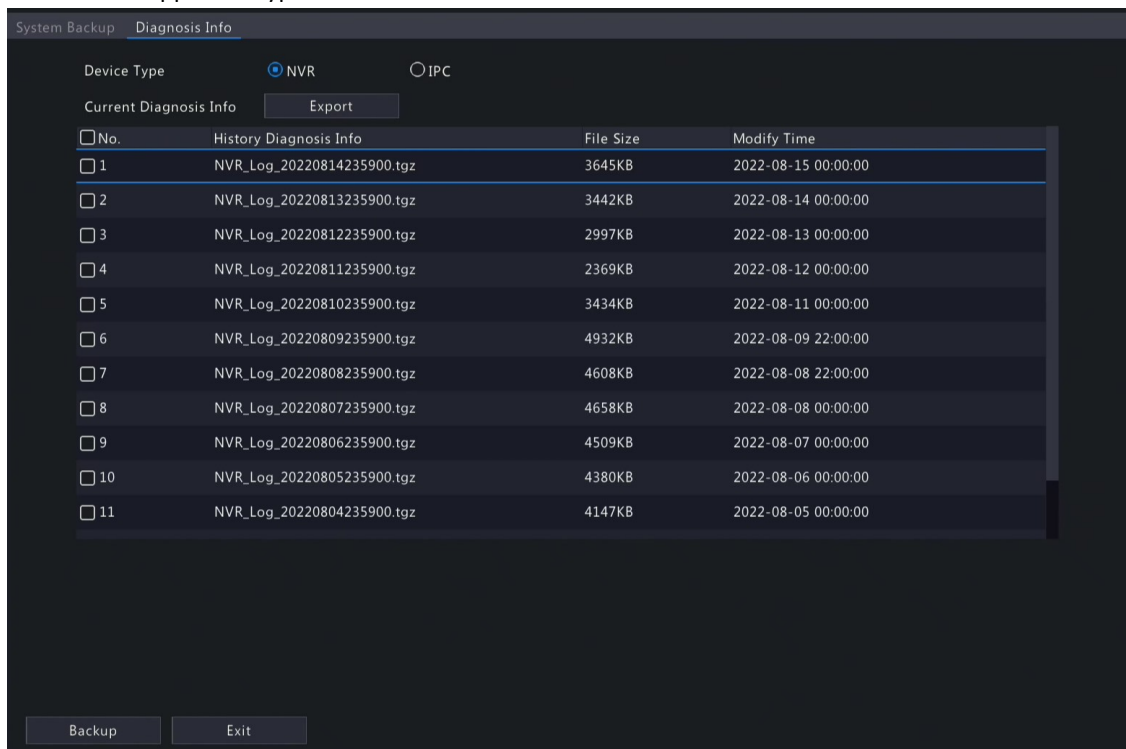 System Backup Diagnosis Info
Device Type NVR IPC
Current Diagnosis Info Export
No. History Diagnosis Info File Size Modify Time
1 NVR_Log_20220814235900.tgz 3645KB 2022-08-15 00:00:00
2 NVR_Log_20220813235900.tgz 3442KB 2022-08-14 00:00:00
3 NVR_Log_20220812235900.tgz 2997KB 2022-08-13 00:00:00
4 NVR_Log_20220811235900.tgz 2369KB 2022-08-12 00:00:00
5 NVR_Log_20220810235900.tgz 3434KB 2022-08-11 00:00:00
6 NVR_Log_20220809235900.tgz 4932KB 2022-08-09 22:00:00
7 NVR_Log_20220808235900.tgz 4608KB 2022-08-08 22:00:00
8 NVR_Log_20220807235900.tgz 4658KB 2022-08-08 00:00:00
9 NVR_Log_20220806235900.tgz 4509KB 2022-08-07 00:00:00
10 NVR_Log_20220805235900.tgz 4380KB 2022-08-06 00:00:00
11 NVR_Log_20220804235900.tgz 4147KB 2022-08-05 00:00:00
Backup Exit